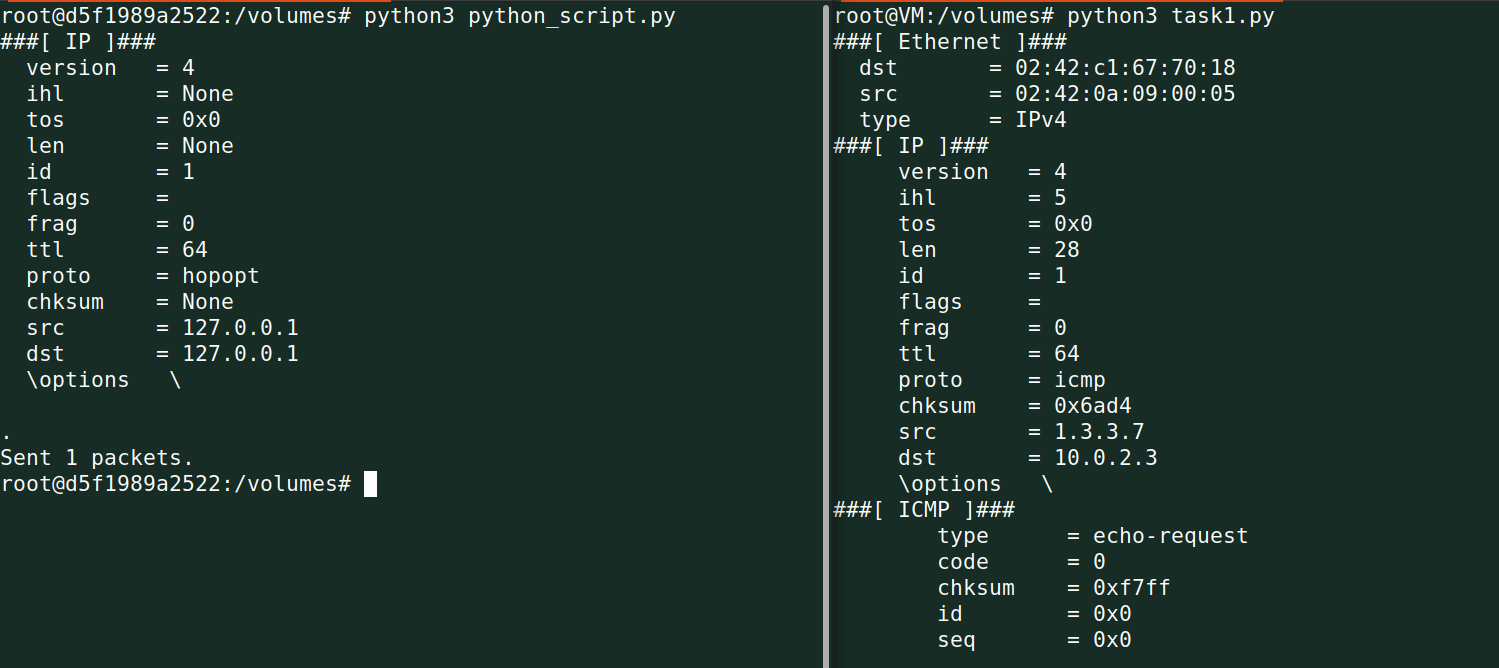 root@d5f1989a2522:/volumes# python3 python_script.py
###[ IP ]###
  version   = 4
  ihl       = None
  tos       = 0x0
  len       = None
  id        = 1
  flags     =
  frag      = 0
  ttl       = 64
  proto     = hopopt
  chksum    = None
  src       = 127.0.0.1
  dst       = 127.0.0.1
  \options   \

.
Sent 1 packets.
root@d5f1989a2522:/volumes#
root@VM:/volumes# python3 task1.py
###[ Ethernet ]###
  dst       = 02:42:c1:67:70:18
  src       = 02:42:0a:09:00:05
  type      = IPv4
###[ IP ]###
     version   = 4
     ihl       = 5
     tos       = 0x0
     len       = 28
     id        = 1
     flags     =
     frag      = 0
     ttl       = 64
     proto     = icmp
     chksum    = 0x6ad4
     src       = 1.3.3.7
     dst       = 10.0.2.3
     \options   \
###[ ICMP ]###
        type      = echo-request
        code      = 0
        chksum    = 0xf7ff
        id        = 0x0
        seq       = 0x0